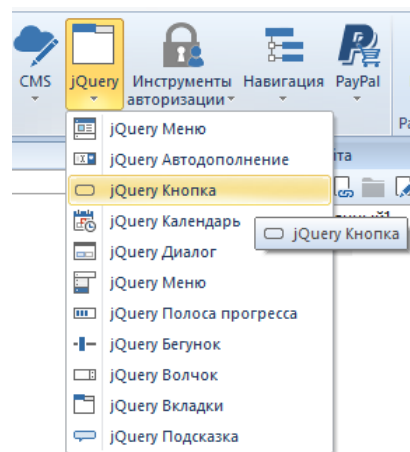 CMS
jQuery
Инструменты авторизации
Навигация
PayPal
jQuery Меню
jQuery Автодополнение
jQuery Кнопка
jQuery Календарь
jQuery Кнопка
jQuery Диалог
jQuery Меню
jQuery Полоса прогресса
jQuery Бегунок
jQuery Волчок
jQuery Вкладки
jQuery Подсказка